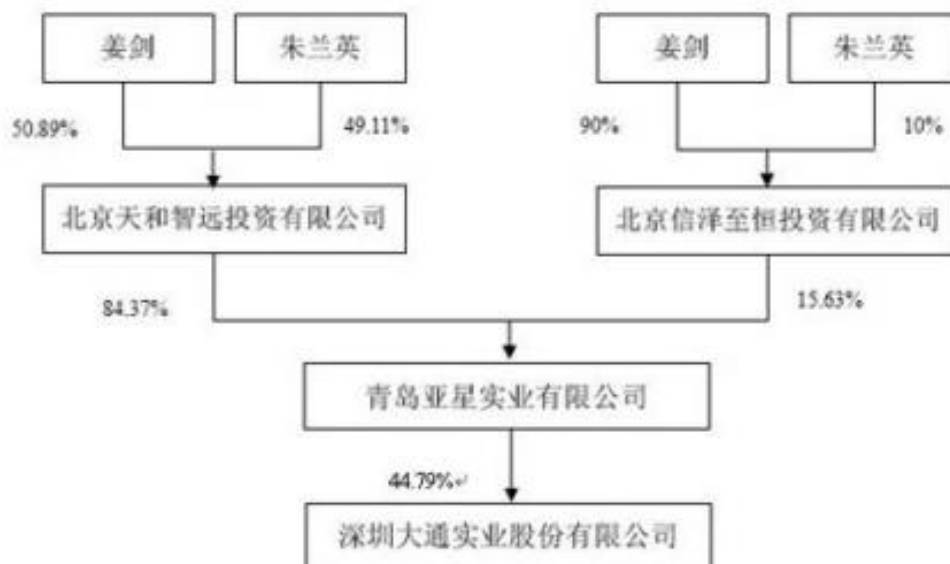 姜剑
朱兰英
姜剑
朱兰英
50.89%
49.11%
90%
10%
北京天和智远投资有限公司
北京信泽至恒投资有限公司
84.37%
15.63%
青岛亚星实业有限公司
44.79%↵
深圳大通实业股份有限公司